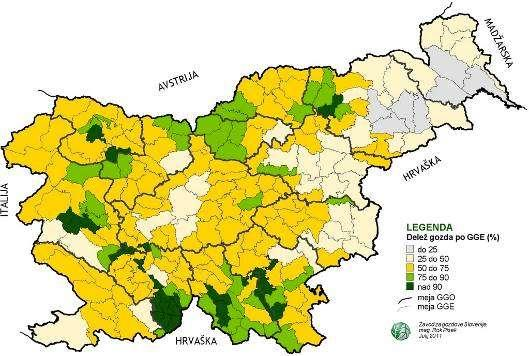 AVSTRIJA
MADŽARSKA
ITALIJA
HRVAŠKA
HRVAŠKA
LEGENDA
Delež gozda po GGE (%)
do 25
25 do 50
50 do 75
75 do 90
nad 90
meja GGO
meja GGE
Zavod za gozdove Slovenije
mag. Rok Pisek
Julij, 2011